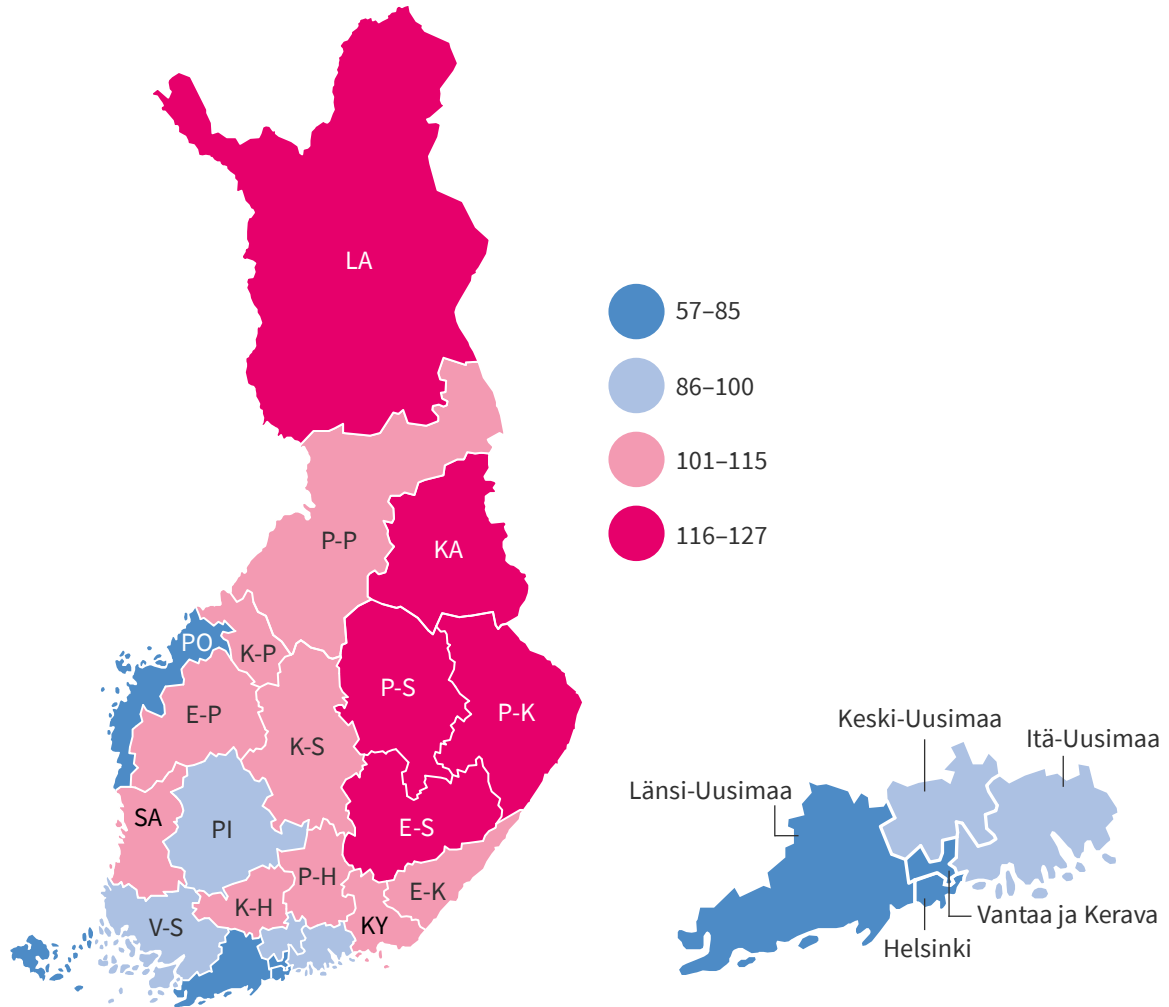 LA
57–85
86–100
101–115
116–127
P-P
KA
PO
K-P
P-S
P-K
E-P
K-S
SA
PI
E-S
P-H
E-K
K-H
V-S
KY
Keski-Uusimaa
Itä-Uusimaa
Länsi-Uusimaa
Vantaa ja Kerava
Helsinki